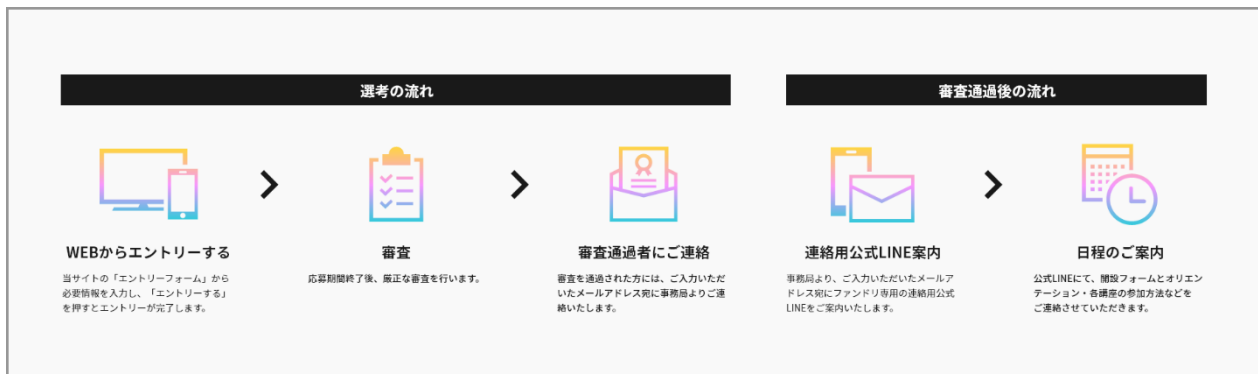 選考の流れ
WEBからエントリーする
当サイトの「エントリーフォーム」から
必要情報を入力し、「エントリーする」
を押すとエントリーが完了します。
審査
応募期間終了後、厳正な審査を行います。
審査通過者にご連絡
審査を通過された方には、ご入力いただ
いたメールアドレス宛に事務局よりご連
絡いたします。
審査通過後の流れ
連絡用公式LINE案内
事務局より、ご入力いただいたメールア
ドレス宛にファンドリ専用の連絡用公式
LINEをご案内いたします。
日程のご案内
公式LINEにて、開設フォームとオリエン
テーション・各講座の参加方法などを
ご連絡させていただきます。